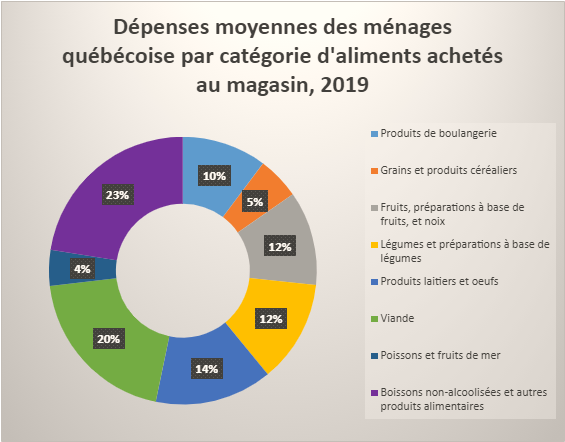 Dépenses moyennes des ménages
québécoise par catégorie d'aliments achetés
au magasin, 2019
10%
5%
12%
12%
14%
20%
4%
23%
Produits de boulangerie
Grains et produits céréaliers
Fruits, préparations à base de
fruits, et noix
Légumes et préparations à base de
légumes
Produits laitiers et oeufs
Viande
Poissons et fruits de mer
Boissons non-alcoolisées et autres
produits alimentaires